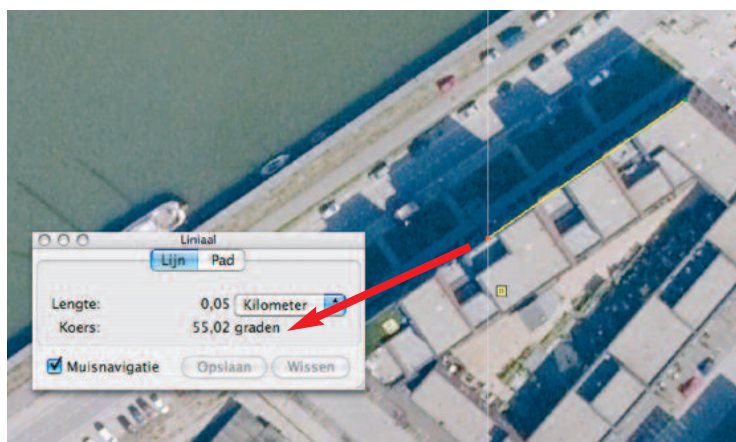 Liniaal
Lijn Pad
Lengte: 0,05 Kilometer
Koers: 55,02 graden
Muisnavigatie Opslaan Wissen